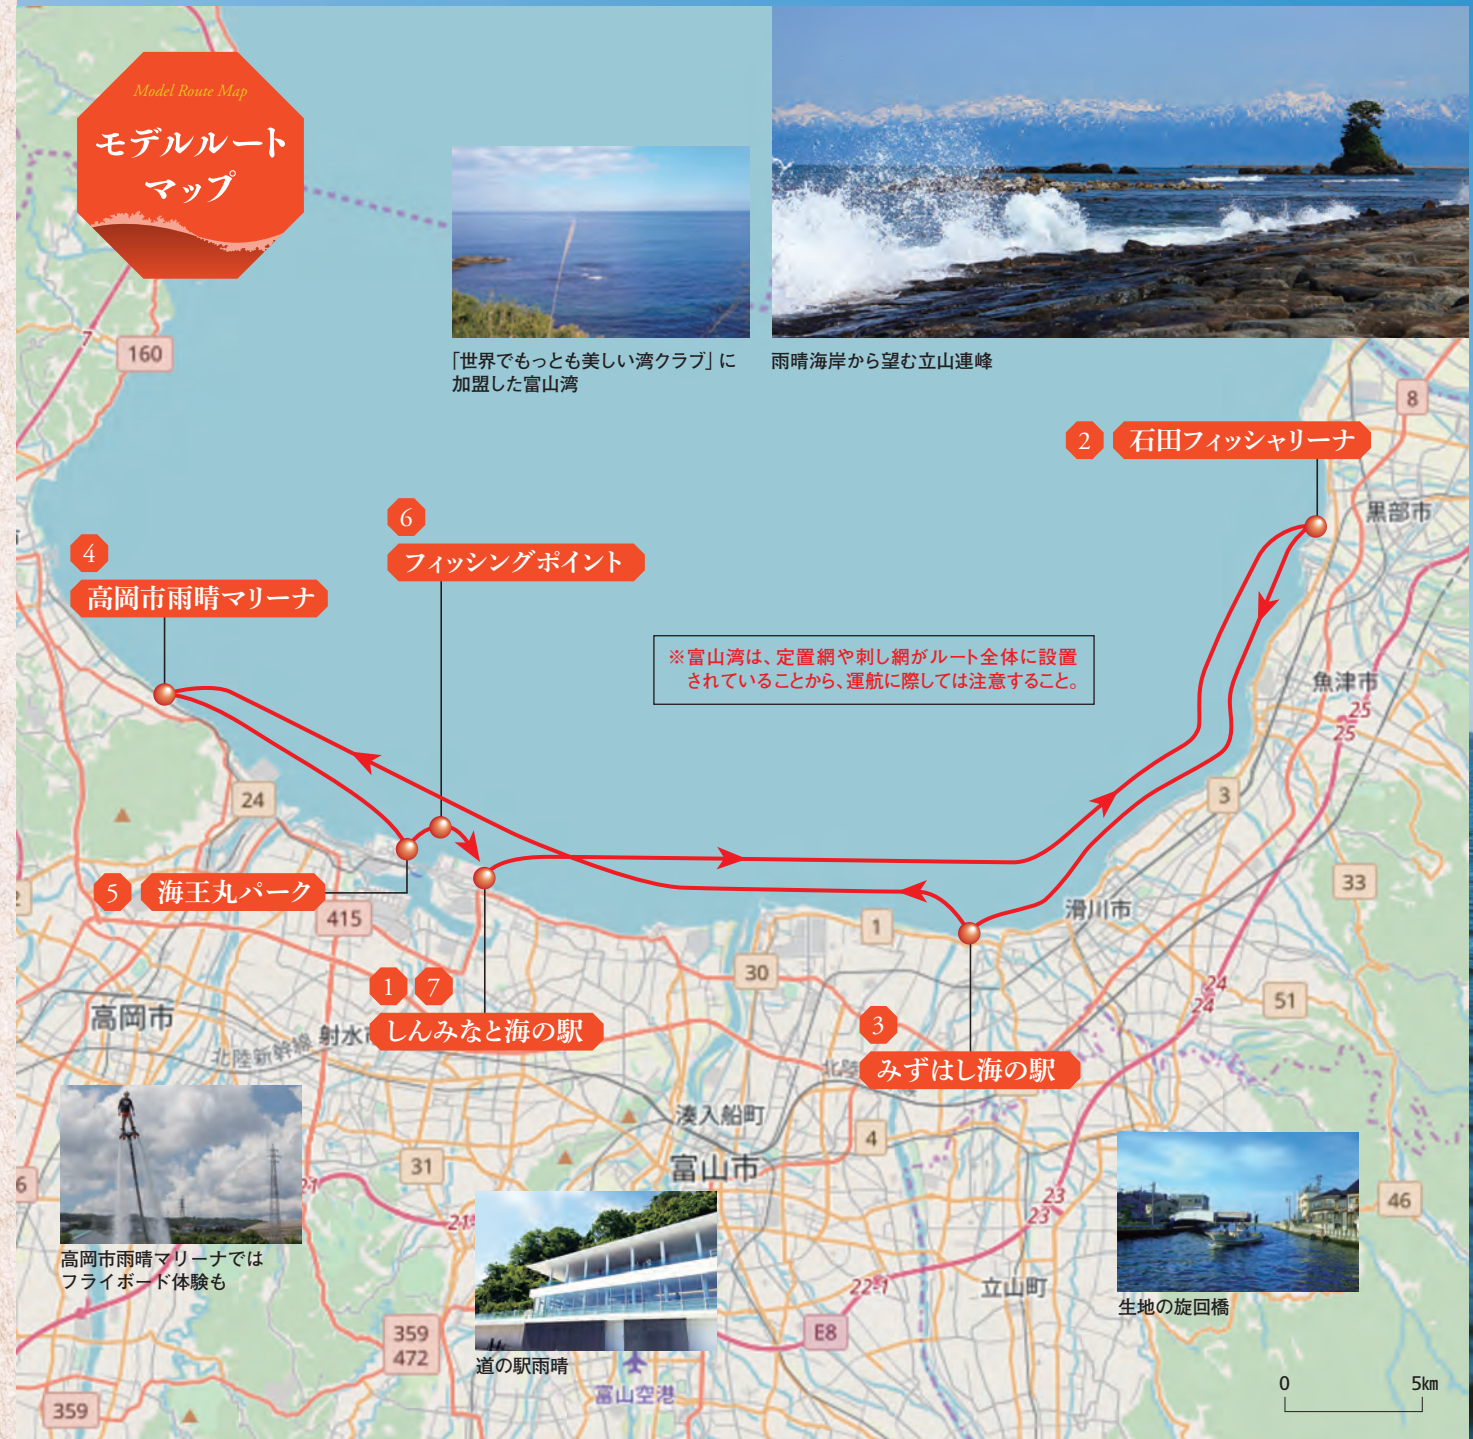 Model Route Map
モデルルート
マップ
「世界でもっとも美しい湾クラブ」に
加盟した富山湾
雨晴海岸から望む立山連峰
7
160
8
2 石田フィッシャリーナ
黒部市
6
フィッシングポイント
4
高岡市雨晴マリーナ
※富山湾は、定置網や刺し網がルート全体に設置
されていることから、運航に際しては注意すること。
魚津市
25
25
24
3
33
5 海王丸パーク
415
1
滑川市
30
1 7
しんみなと海の駅
24
24
51
3
みずはし海の駅
高岡市
射水
北陸新幹線
北陸
湊入船町
4
31
富山市
21
23
23
46
6
高岡市雨晴マリーナでは
フライボード体験も
22-1
立山町
生地の旋回橋
359
472
E8
道の駅雨晴
富山空港
359
0 5km